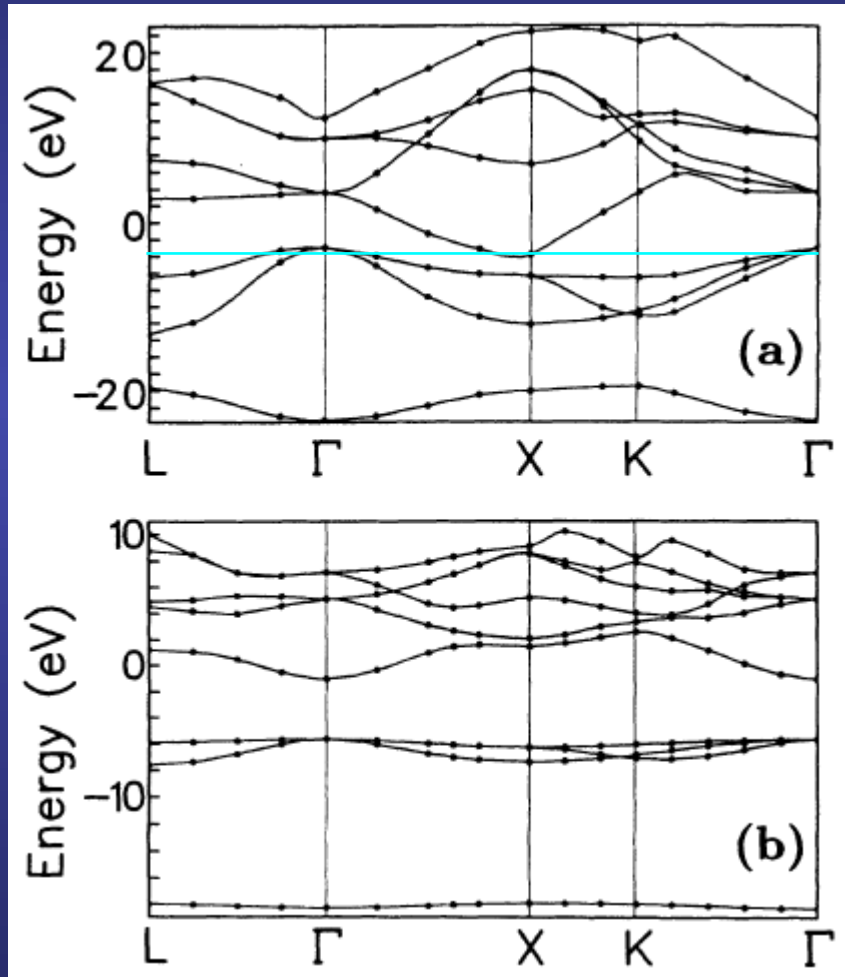 20
0
−20
Energy (eV)
(a)
L Γ X K Γ
10
0
−10
Energy (eV)
(b)
L Γ X K Γ